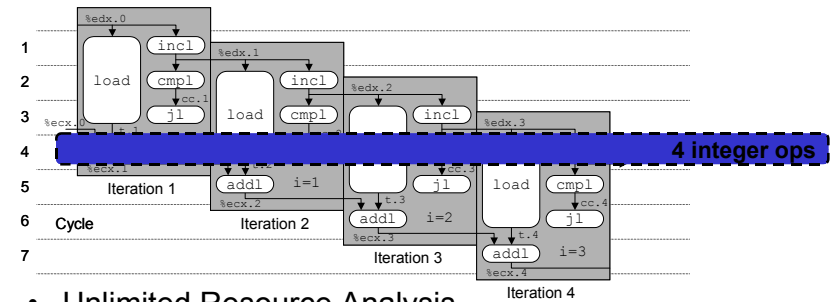 %edx.0
1 incl %edx.1
2 load cmpl incl %edx.2
cc.1
3 jl load cmpl incl %edx.3
%ecx.0 t.1
4 4 integer ops
%ecx.1 cc.3
5 Iteration 1 addl i=1 jl load cmpl
%ecx.2 t.3 cc.4
6 Cycle Iteration 2 addl i=2 jl
%ecx.3 t.4
7 Iteration 3 addl i=3
%ecx.4
Iteration 4
• Unlimited Resource Analysis